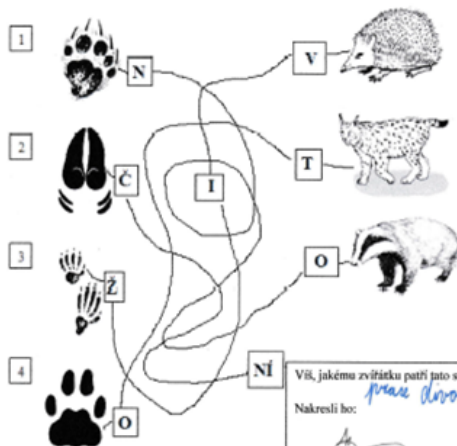 1
N
V
2
Č
I
T
3
Ž
O
4
O
NÍ
Víš, jakému zvířátku patří tato s
prase divo
Nakresli ho: